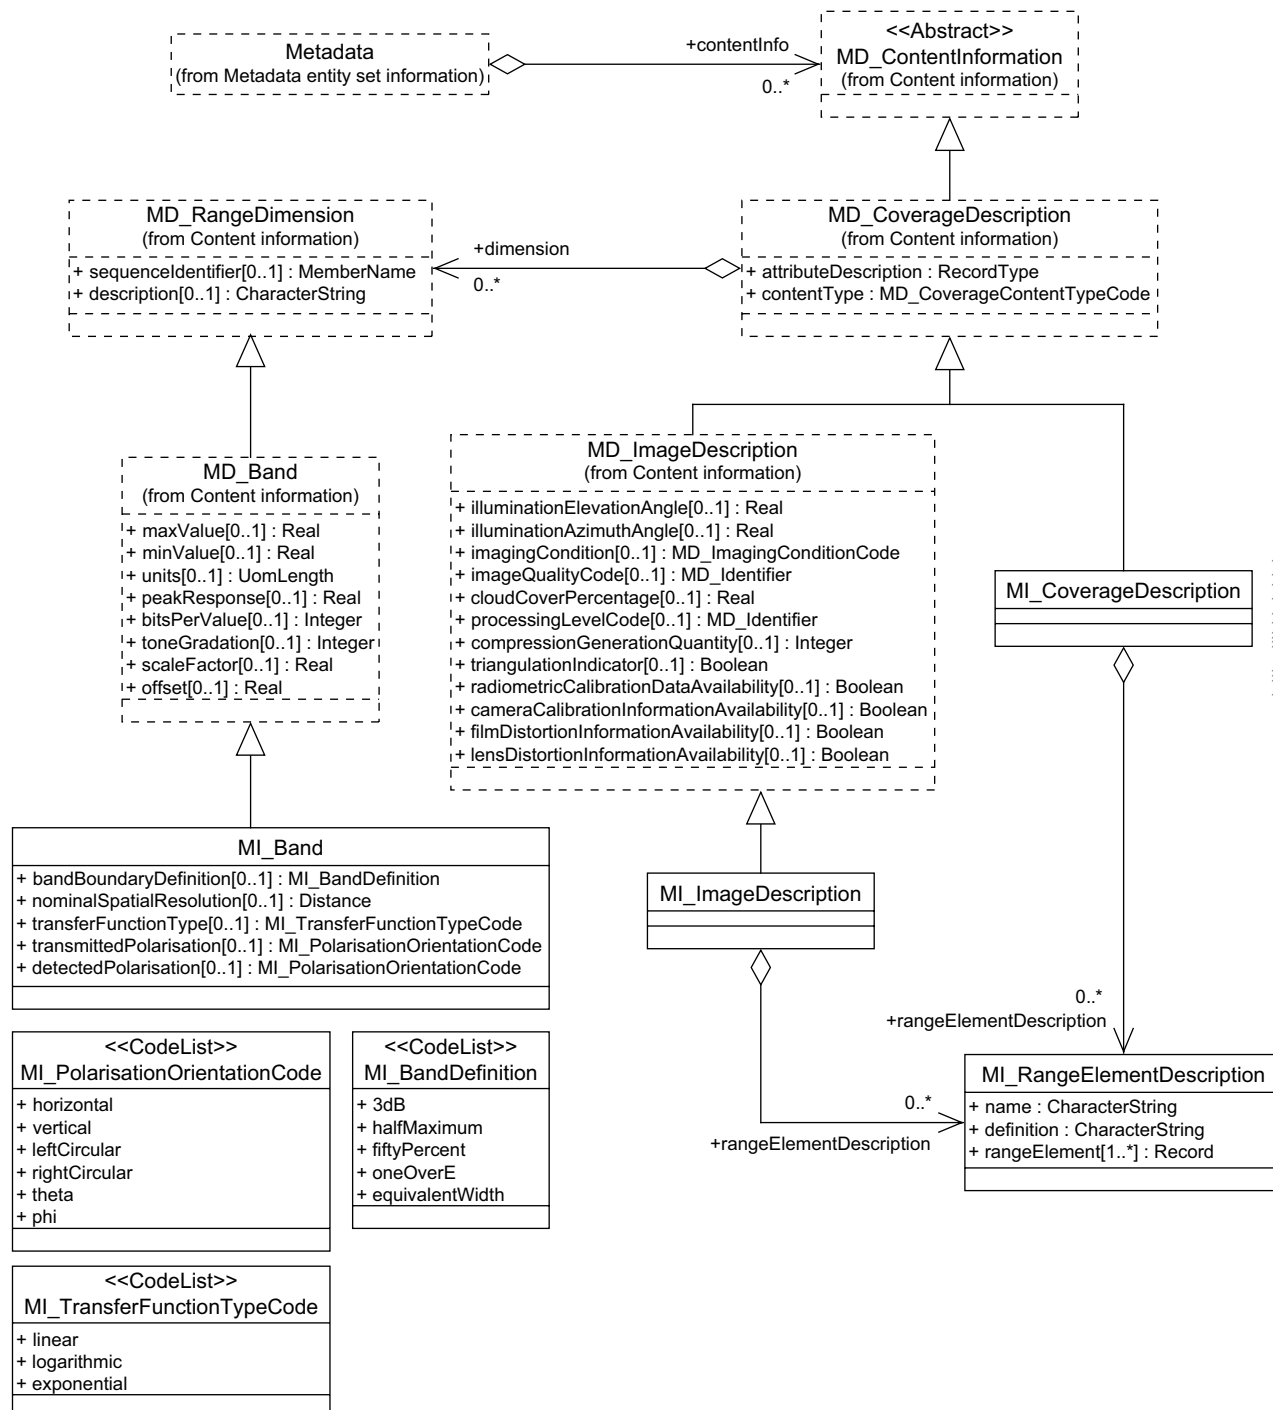 Metadata
(from Metadata entity set information)
+contentInfo
0..*
<<Abstract>>
MD_ContentInformation
(from Content information)
MD_RangeDimension
(from Content information)
+ sequenceIdentifier[0..1] : MemberName
+ description[0..1] : CharacterString
+dimension
0..*
MD_CoverageDescription
(from Content information)
+ attributeDescription : RecordType
+ contentType : MD_CoverageContentTypeCode
MD_Band
(from Content information)
+ maxValue[0..1] : Real
+ minValue[0..1] : Real
+ units[0..1] : UomLength
+ peakResponse[0..1] : Real
+ bitsPerValue[0..1] : Integer
+ toneGradation[0..1] : Integer
+ scaleFactor[0..1] : Real
+ offset[0..1] : Real
MD_ImageDescription
(from Content information)
+ illuminationElevationAngle[0..1] : Real
+ illuminationAzimuthAngle[0..1] : Real
+ imagingCondition[0..1] : MD_ImagingConditionCode
+ imageQualityCode[0..1] : MD_Identifier
+ cloudCoverPercentage[0..1] : Real
+ processingLevelCode[0..1] : MD_Identifier
+ compressionGenerationQuantity[0..1] : Integer
+ triangulationIndicator[0..1] : Boolean
+ radiometricCalibrationDataAvailability[0..1] : Boolean
+ cameraCalibrationInformationAvailability[0..1] : Boolean
+ filmDistortionInformationAvailability[0..1] : Boolean
+ lensDistortionInformationAvailability[0..1] : Boolean
MI_CoverageDescription
MI_Band
+ bandBoundaryDefinition[0..1] : MI_BandDefinition
+ nominalSpatialResolution[0..1] : Distance
+ transferFunctionType[0..1] : MI_TransferFunctionTypeCode
+ transmittedPolarisation[0..1] : MI_PolarisationOrientationCode
+ detectedPolarisation[0..1] : MI_PolarisationOrientationCode
MI_ImageDescription
0..*
+rangeElementDescription
<<CodeList>>
MI_PolarisationOrientationCode
+ horizontal
+ vertical
+ leftCircular
+ rightCircular
+ theta
+ phi
<<CodeList>>
MI_BandDefinition
+ 3dB
+ halfMaximum
+ fiftyPercent
+ oneOverE
+ equivalentWidth
0..*
+rangeElementDescription
MI_RangeElementDescription
+ name : CharacterString
+ definition : CharacterString
+ rangeElement[1..*] : Record
<<CodeList>>
MI_TransferFunctionTypeCode
+ linear
+ logarithmic
+ exponential